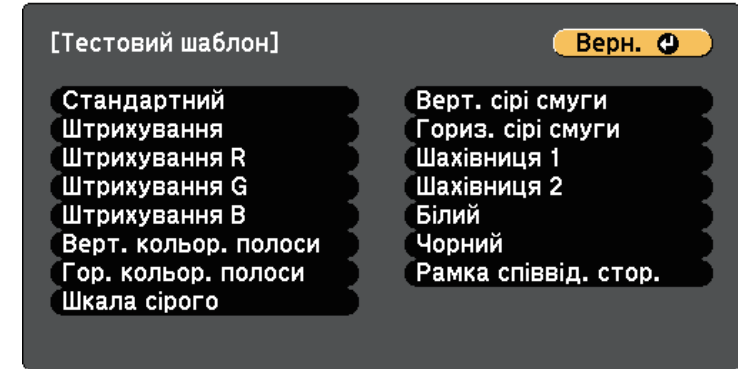 [Тестовий шаблон]
Верн.
Стандартний
Штрихування
Штрихування R
Штрихування G
Штрихування B
Верт. кольор. полоси
Гор. кольор. полоси
Шкала сірого
Верт. сірі смуги
Гориз. сірі смуги
Шахівниця 1
Шахівниця 2
Білий
Чорний
Рамка співвід. стор.